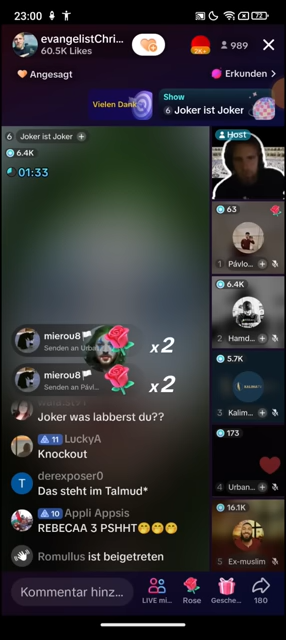 23:00
72
evangelistChri...
60.5K Likes
989
Angesagt
Erkunden >
Vielen Dank
Show
6 Joker ist Joker
6 Joker ist Joker +
6.4K
01:33
Host
63
1 Pávlo...
6.4K
2 Hamd...
5.7K
3 Kalim...
173
4 Urban...
16.1K
5 Ex-muslim
mierou8
Senden an Urba
x2
mierou8
Senden an Pávl...
x2
Joker was labberst du??
11 LuckyA
Knockout
T derexposer0
Das steht im Talmud*
10 Appli Appsis
REBECAA 3 PSHHT🤭🤭🤭
Romullus ist beigetreten
Kommentar hinz...
LIVE mi...
Rose
Gesche...
180